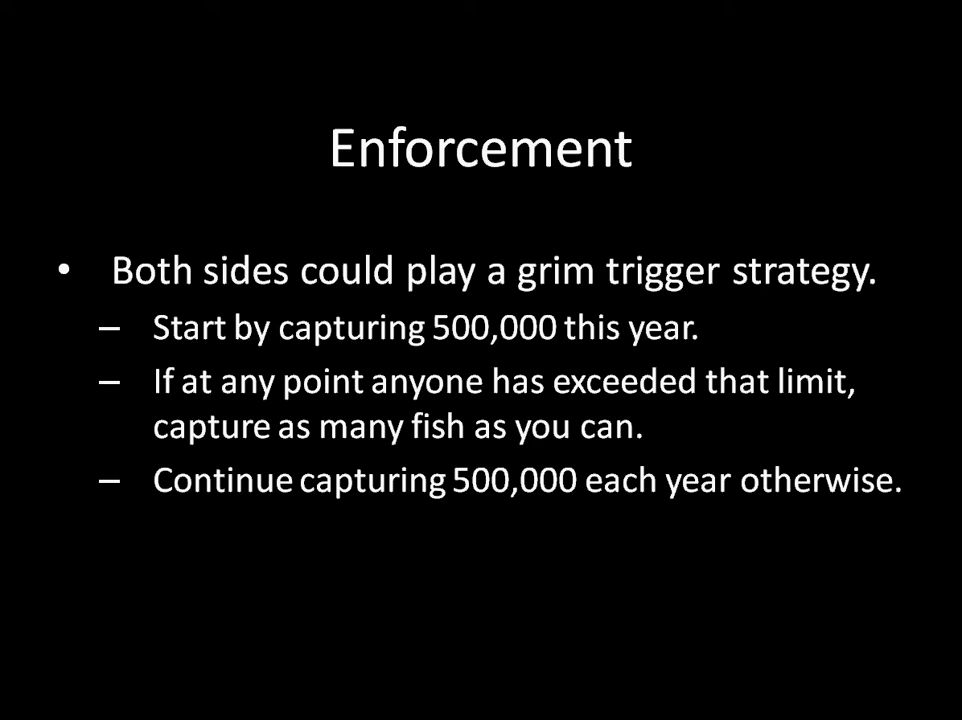 Enforcement
• Both sides could play a grim trigger strategy.
– Start by capturing 500,000 this year.
– If at any point anyone has exceeded that limit,
capture as many fish as you can.
– Continue capturing 500,000 each year otherwise.